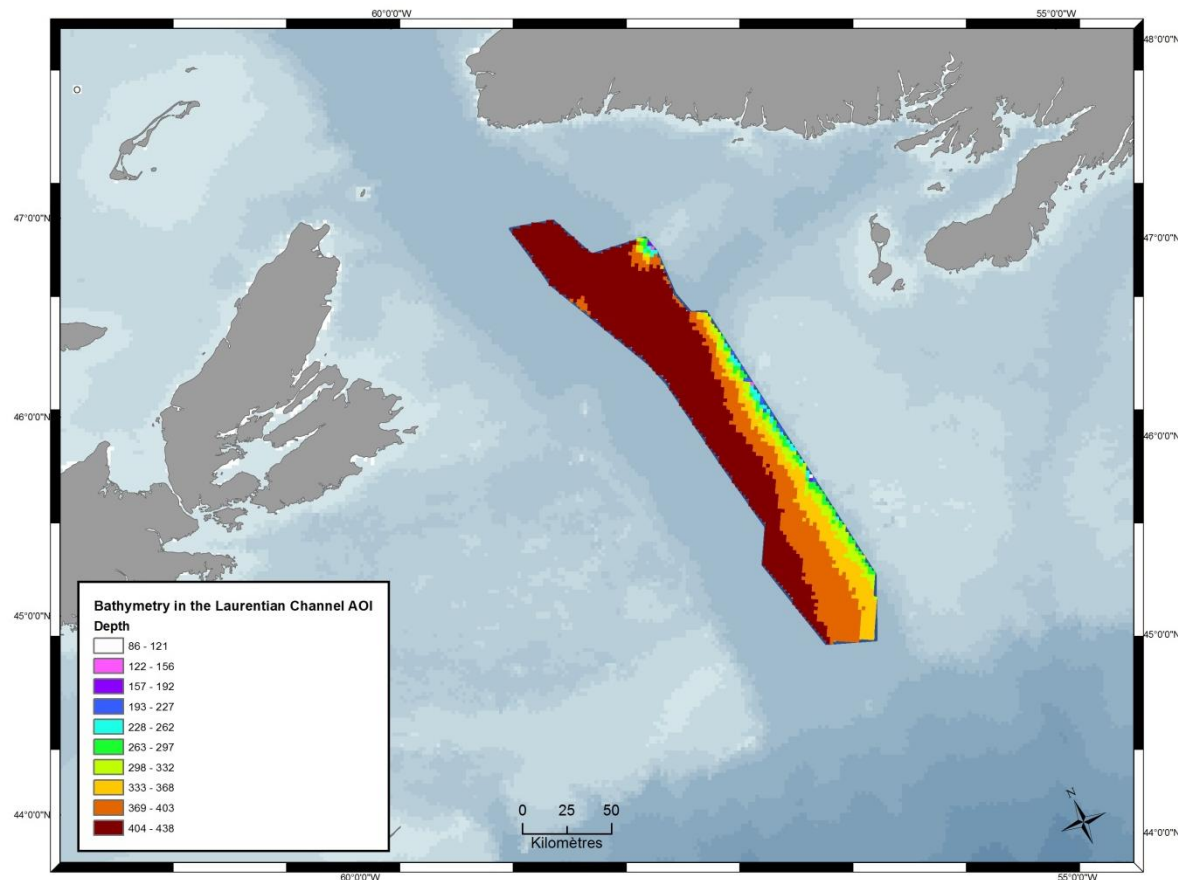 60°0'0"W
55°0'0"W
48°0'0"N
47°0'0"N
47°0'0"N
46°0'0"N
46°0'0"N
45°0'0"N
45°0'0"N
44°0'0"N
44°0'0"N
Bathymetry in the Laurentian Channel AOI
Depth
86 - 121
122 - 156
157 - 192
193 - 227
228 - 262
263 - 297
298 - 332
333 - 368
369 - 403
404 - 438
0 25 50
Kilomètres
N
60°0'0"W
55°0'0"W